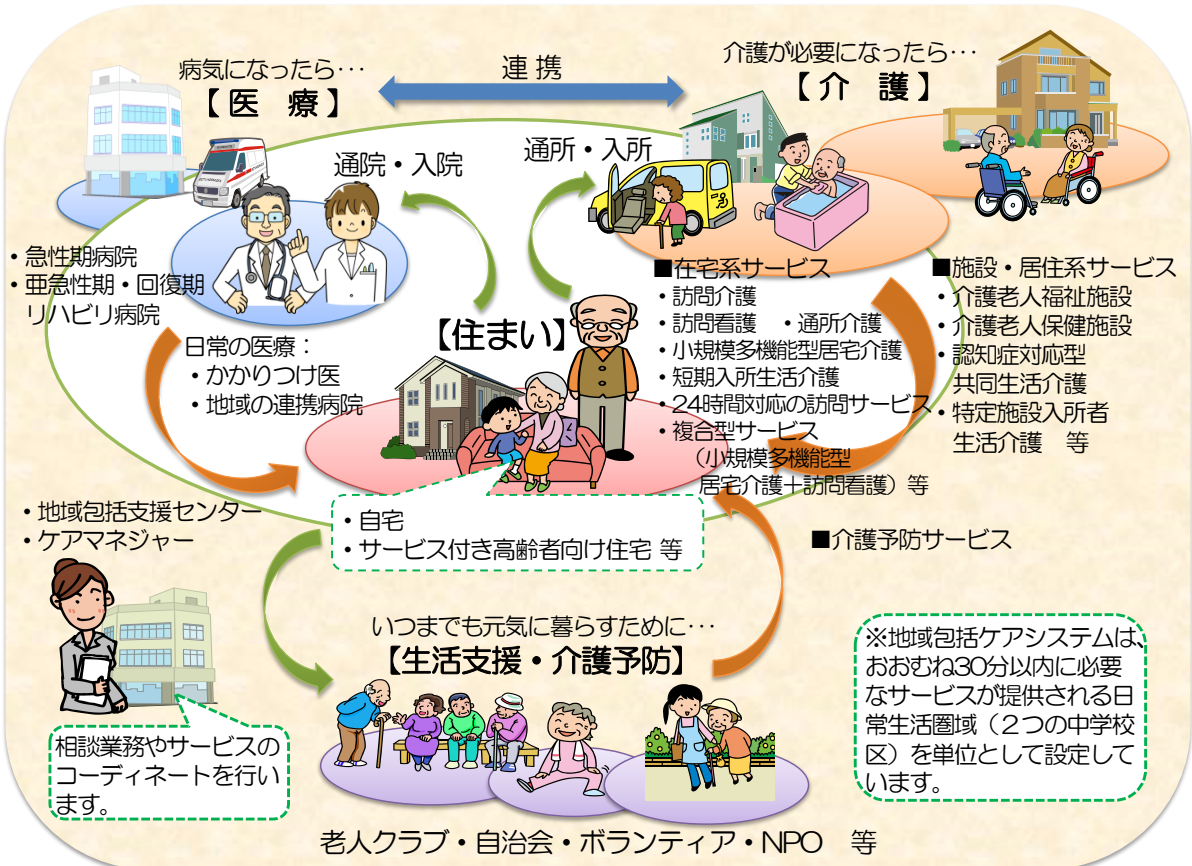 病気になったら…
【医 療】
連 携
介護が必要になったら…
【介 護】
通院・入院
通所・入所
・急性期病院
・亜急性期・回復期
リハビリ病院
日常の医療：
・かかりつけ医
・地域の連携病院
【住まい】
■在宅系サービス
・訪問介護
・訪問看護 ・通所介護
・小規模多機能型居宅介護
・短期入所生活介護
・24時間対応の訪問サービス
・複合型サービス
（小規模多機能型
居宅介護＋訪問看護）等
■施設・居住系サービス
・介護老人福祉施設
・介護老人保健施設
・認知症対応型
共同生活介護
・特定施設入所者
生活介護 等
・自宅
・サービス付き高齢者向け住宅 等
■介護予防サービス
・地域包括支援センター
・ケアマネジャー
相談業務やサービスの
コーディネートを行い
ます。
いつまでも元気に暮らすために…
【生活支援・介護予防】
※地域包括ケアシステムは、
おおむね30分以内に必要
なサービスが提供される日
常生活圏域（２つの中学校
区）を単位として設定して
います。
老人クラブ・自治会・ボランティア・NPO 等